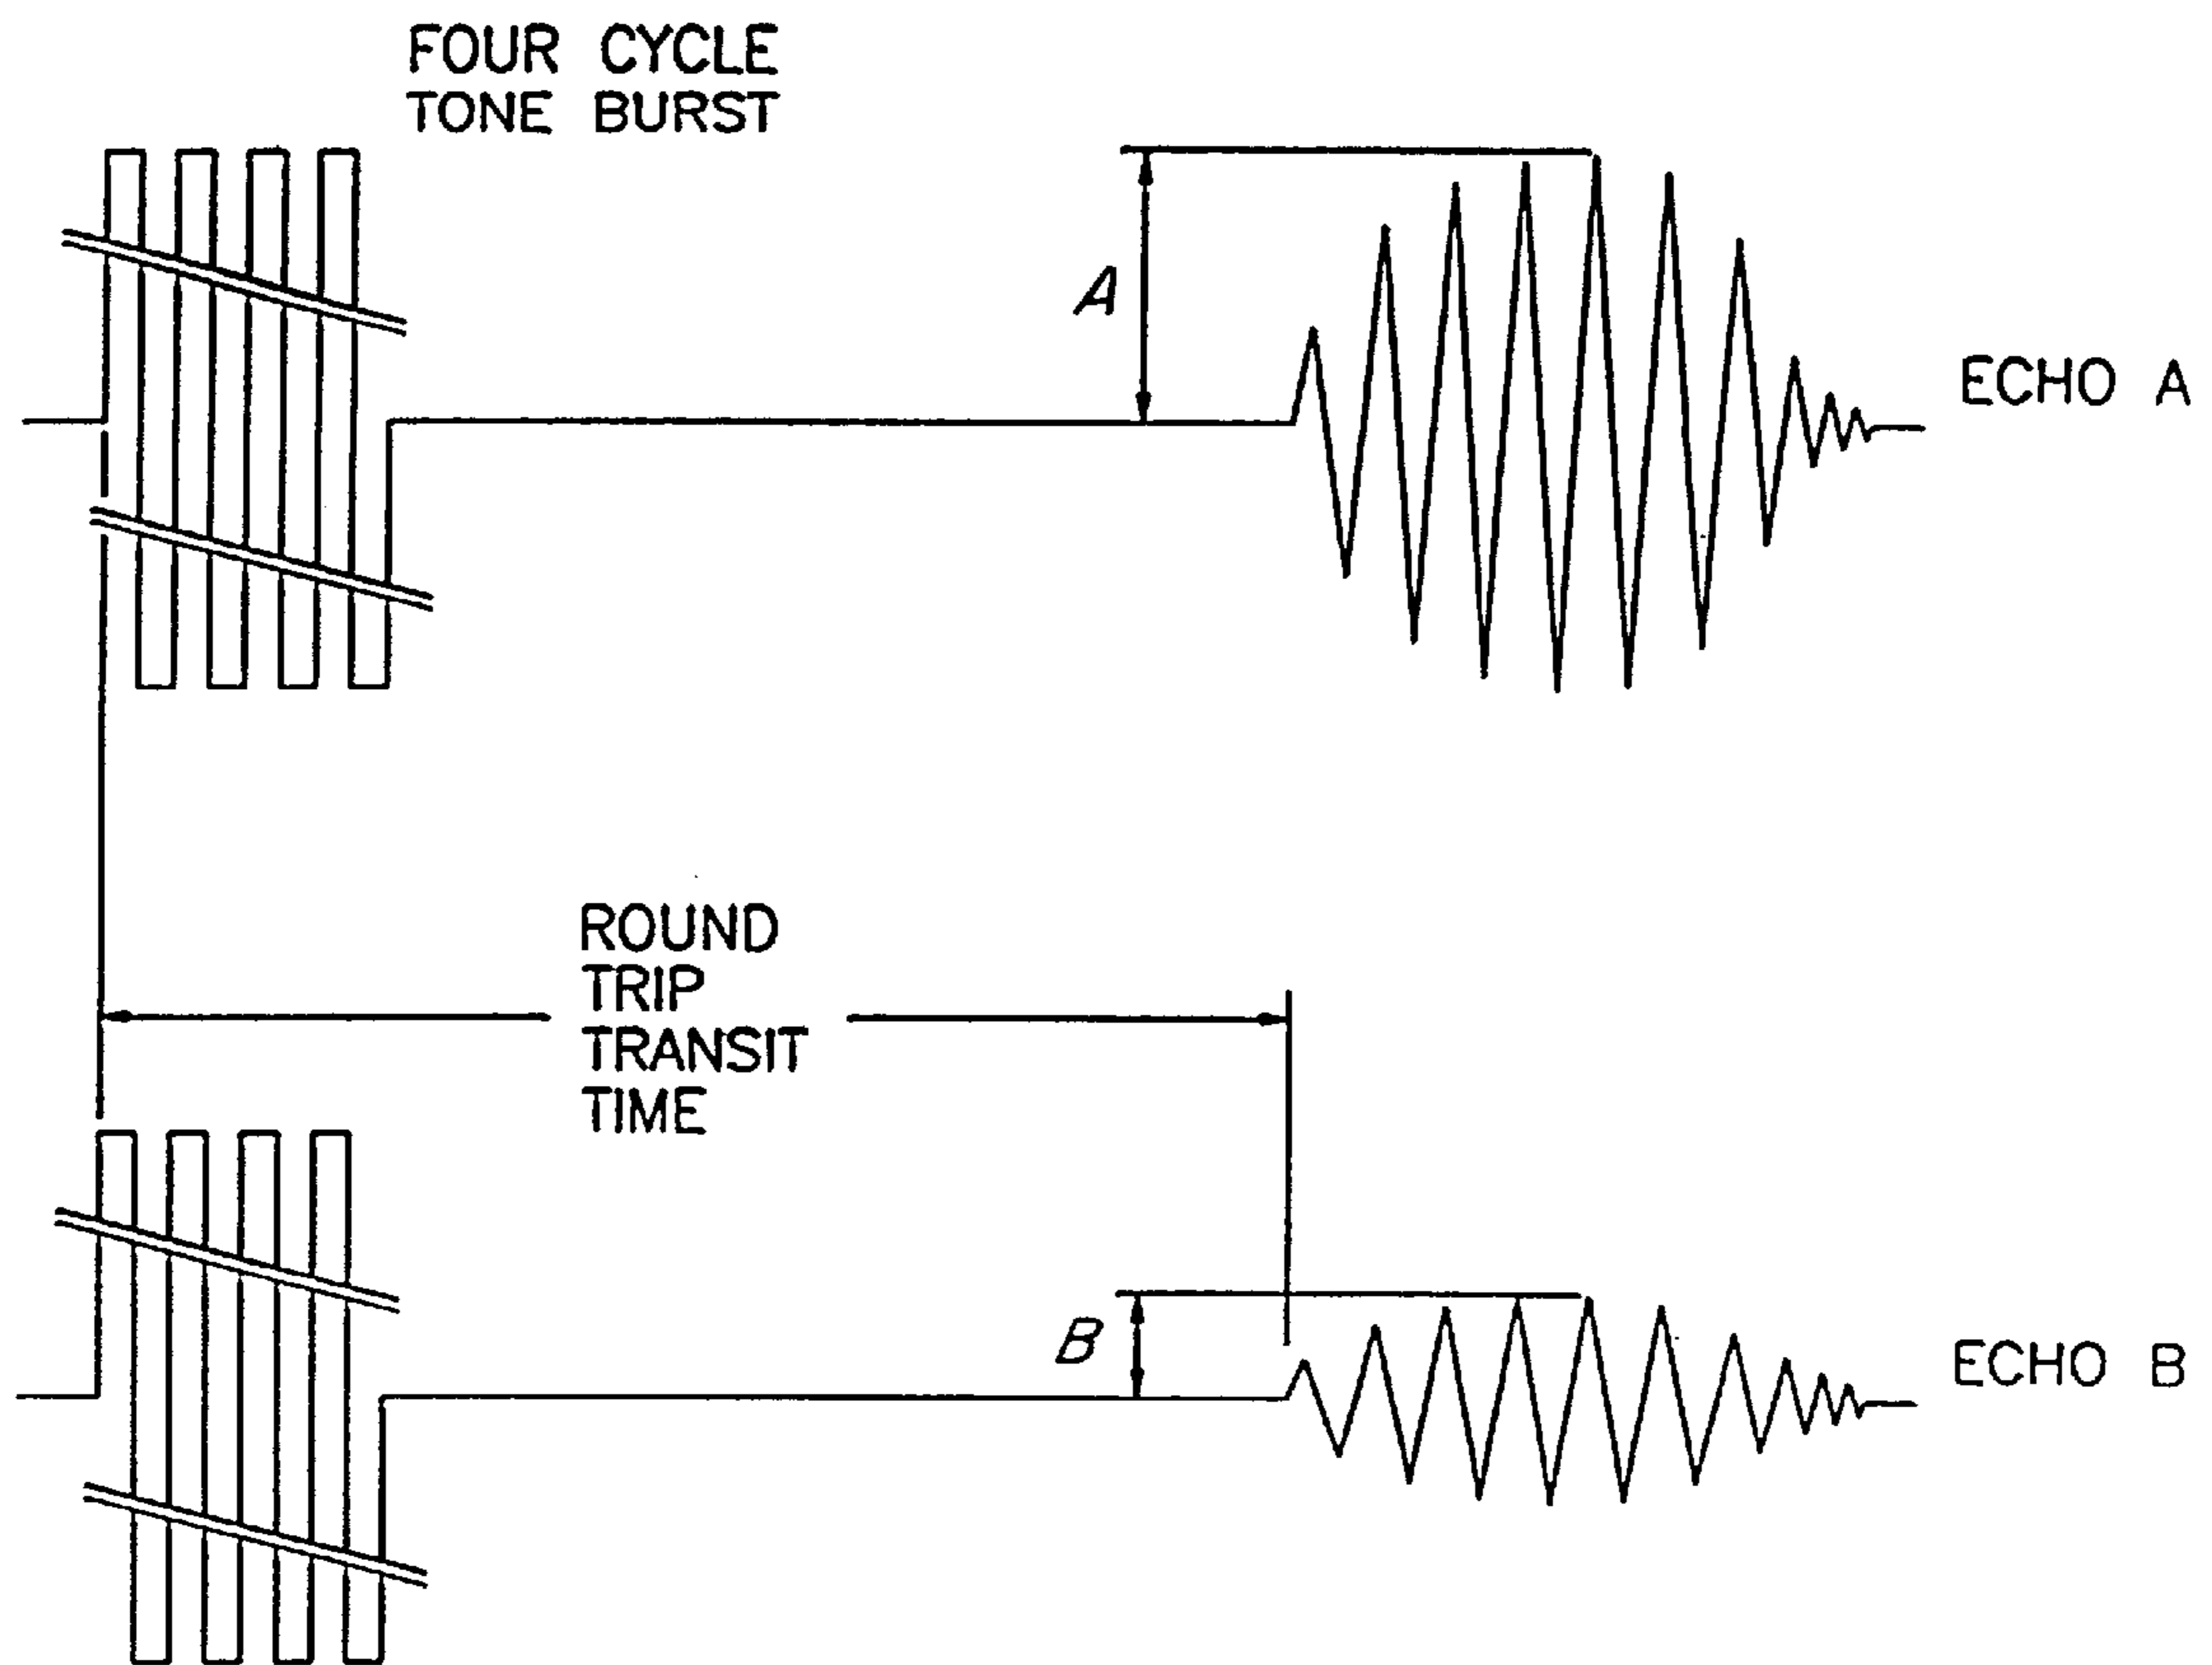 FOUR CYCLE
TONE BURST
A
ECHO A
ROUND
TRIP
TRANSIT
TIME
B
ECHO B